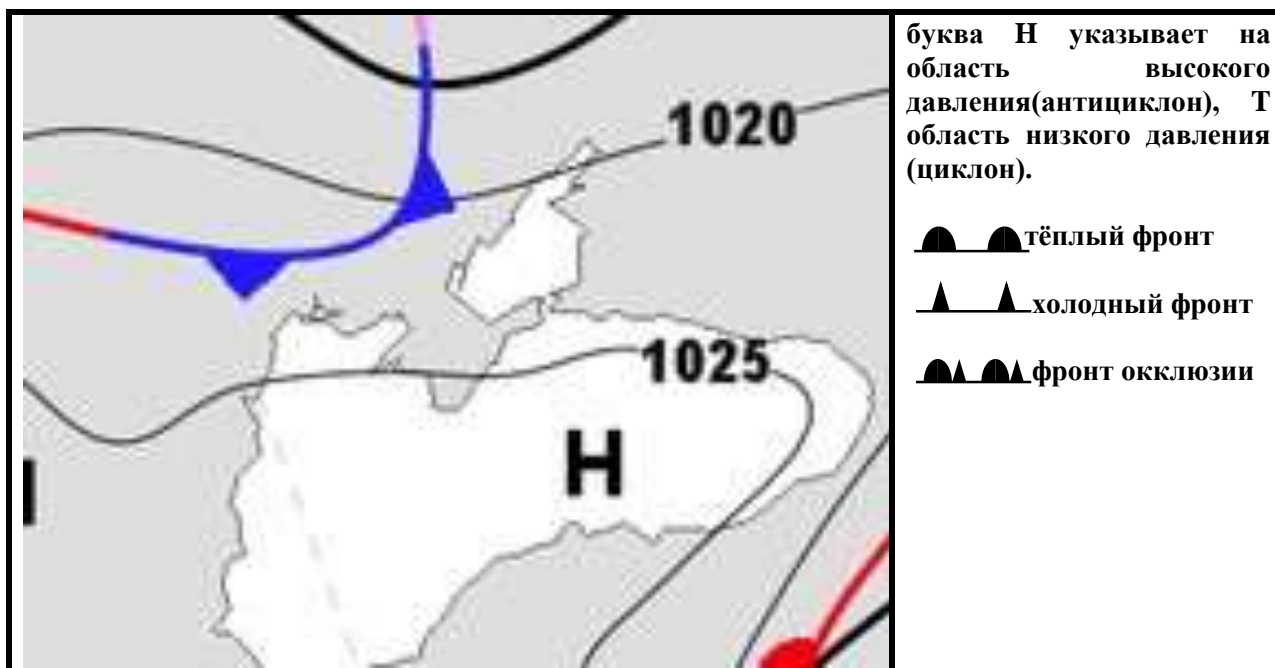 1020
1025
H
буква Н указывает на
область высокого
давления(антициклон), Т
область низкого давления
(циклон).
тёплый фронт
холодный фронт
фронт окклюзии